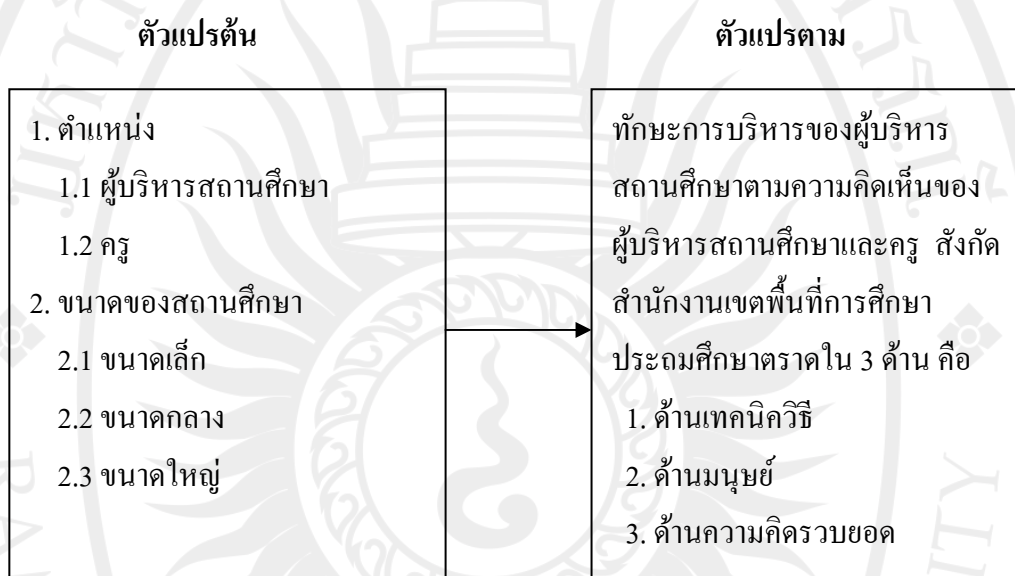 ตัวแปรต้น
ตัวแปรตาม
1. ตำแหน่ง
1.1 ผู้บริหารสถานศึกษา
1.2 ครู
2. ขนาดของสถานศึกษา
2.1 ขนาดเล็ก
2.2 ขนาดกลาง
2.3 ขนาดใหญ่
ทักษะการบริหารของผู้บริหาร
สถานศึกษาตามความคิดเห็นของ
ผู้บริหารสถานศึกษาและครู สังกัด
สำนักงานเขตพื้นที่การศึกษา
ประถมศึกษาตราดใน 3 ด้าน คือ
1. ด้านเทคนิควิธี
2. ด้านมนุษย์
3. ด้านความคิดรวบยอด